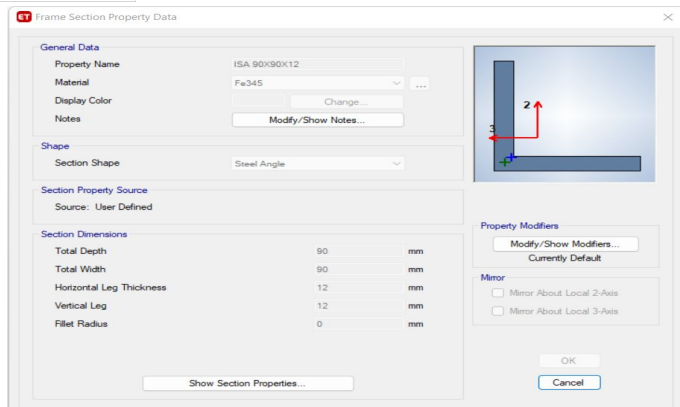 ET Frame Section Property Data
General Data
Property Name ISA 90X90X12
Material Fe345 ...
Display Color Change...
Notes Modify/Show Notes...
Shape
Section Shape Steel Angle
Section Property Source
Source: User Defined
Section Dimensions
Total Depth 90 mm
Total Width 90 mm
Horizontal Leg Thickness 12 mm
Vertical Leg 12 mm
Fillet Radius 0 mm
Show Section Properties...
2
3
Property Modifiers
Modify/Show Modifiers...
Currently Default
Mirror
Mirror About Local 2-Axis
Mirror About Local 3-Axis
OK
Cancel